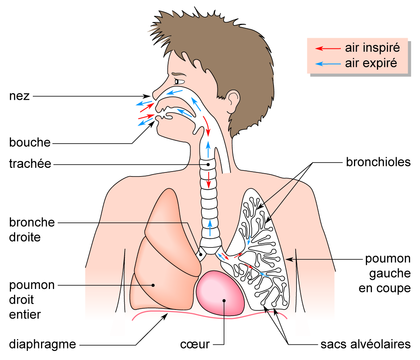 air inspiré
air expiré
nez
bouche
trachée
bronchioles
bronche
droite
poumon
gauche
en coupe
poumon
droit
entier
diaphragme
cœur
sacs alvéolaires